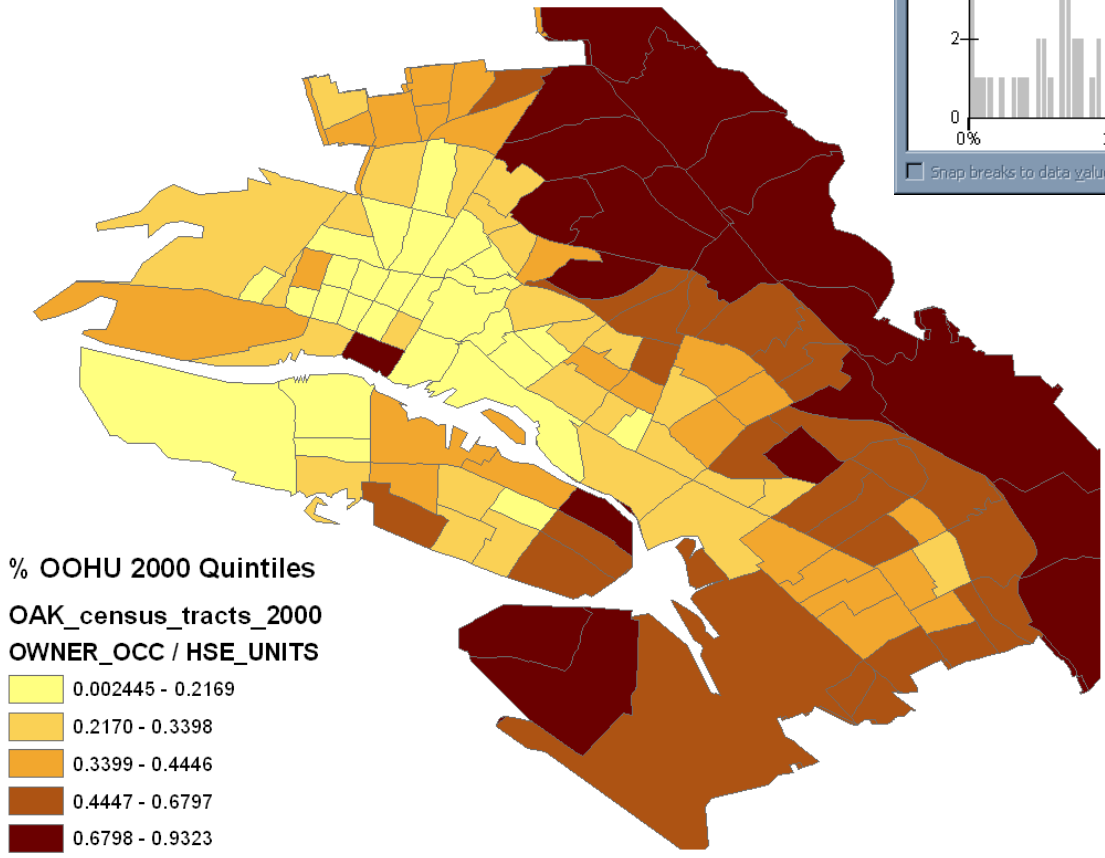 2
0
0%
Snap breaks to data valu
% OOHU 2000 Quintiles
OAK_census_tracts_2000
OWNER_OCC / HSE_UNITS
0.002445 - 0.2169
0.2170 - 0.3398
0.3399 - 0.4446
0.4447 - 0.6797
0.6798 - 0.9323